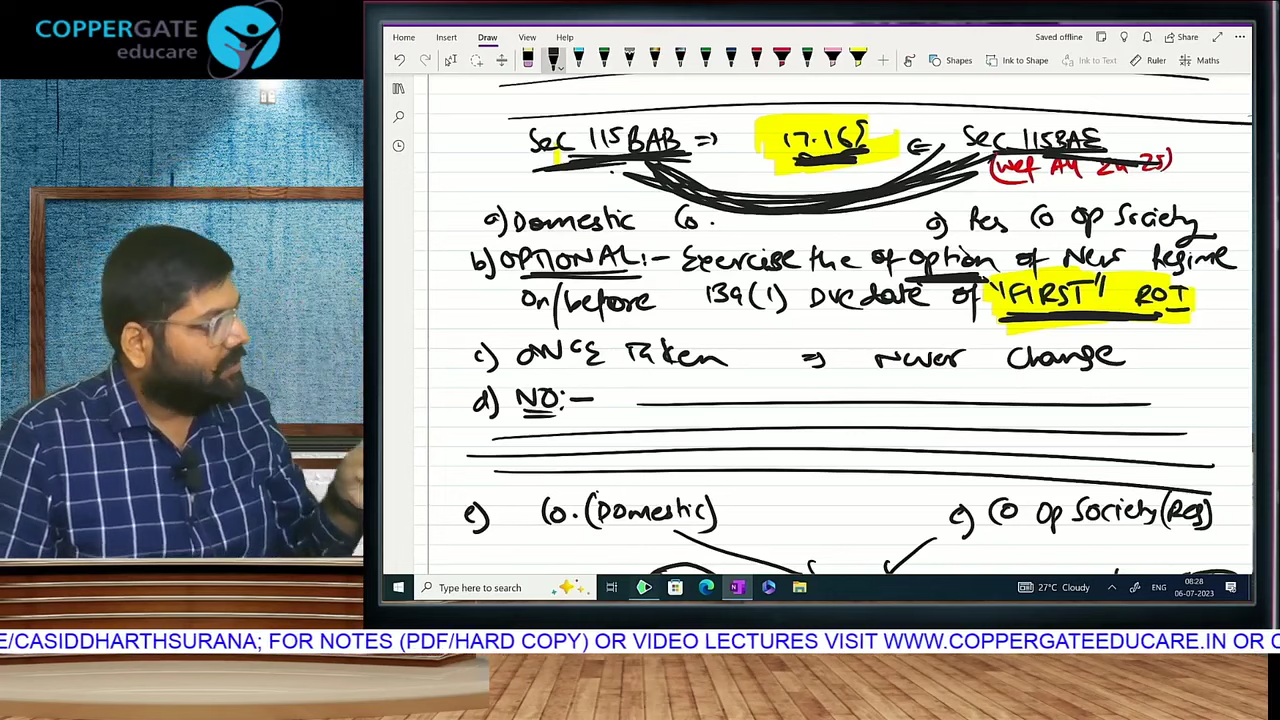 COPPERGATE
educare
Home Insert Draw View Help
Saved offline Share
Shapes Ink to Shape Ink to Text Ruler Maths
Sec 115BAB ⇒ 17.16% ⇐ Sec 115BAE
(wef AY 24-25)
a) Domestic Co. a) Res Co Op Society
b) OPTIONAL:- Exercise the of option of New Regime
On/before 139(1) Due date of "FIRST" ROI
c) ONCE Taken ⇒ Never Change
d) NO:-
e) Co. (Domestic) e) Co Op Society (Res)
Type here to search
27°C Cloudy ENG 08:28
06-07-2023
E/CASIDDHARTHSURANA; FOR NOTES (PDF/HARD COPY) OR VIDEO LECTURES VISIT WWW.COPPERGATEEDUCARE.IN OR C